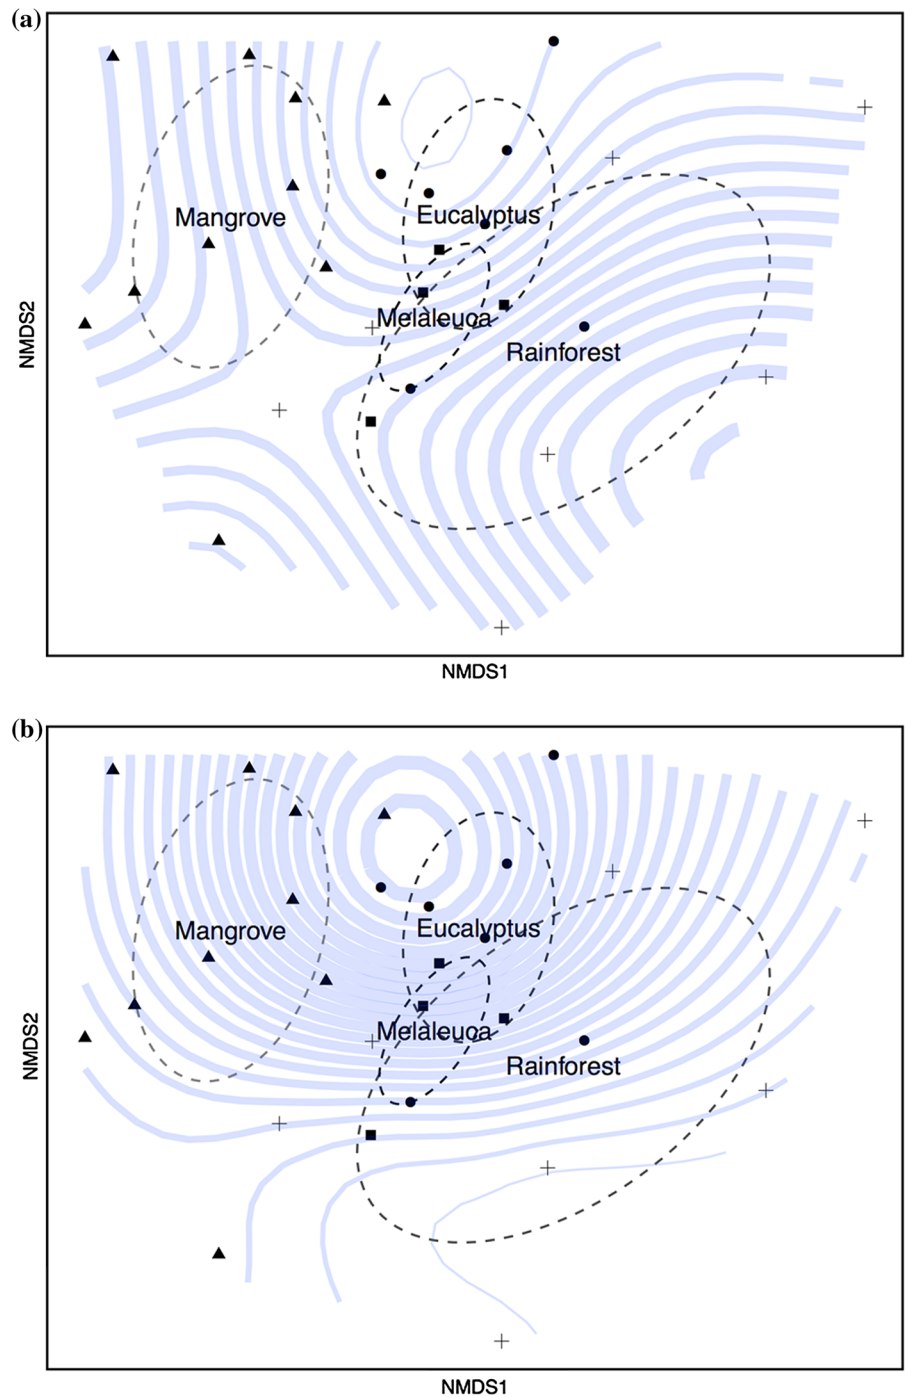 (a)
Mangrove
Eucalyptus
Melaleuca
Rainforest
NMDS2
NMDS1
(b)
Mangrove
Eucalyptus
Melaleuca
Rainforest
NMDS2
NMDS1